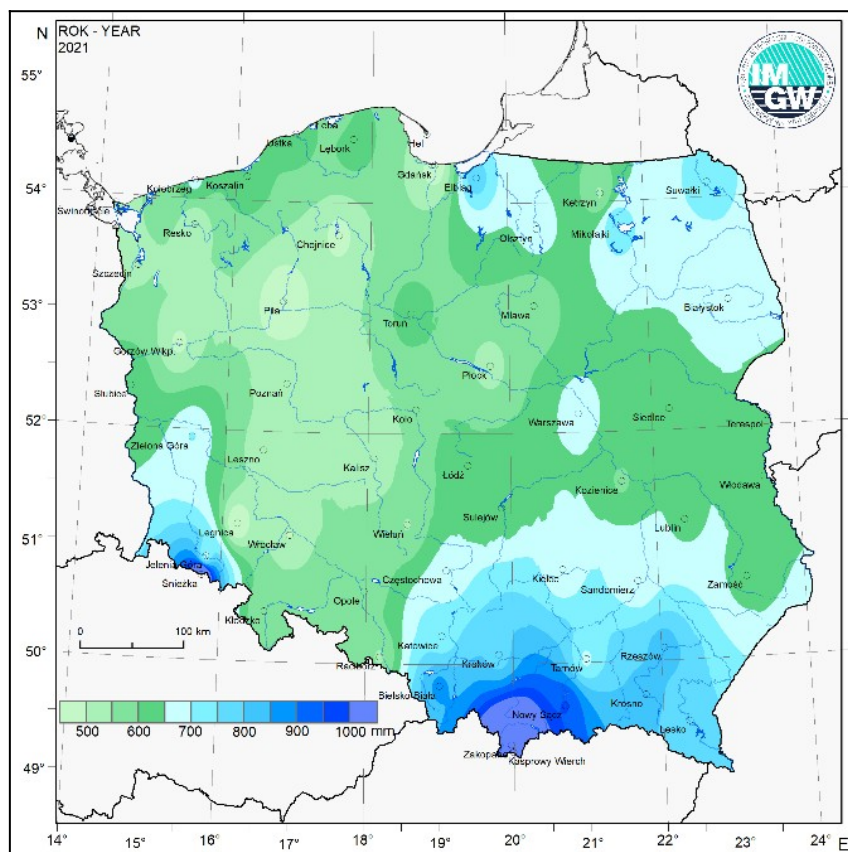 N
ROK - YEAR
2021
IM
GW
55°
Łeba
Ustka
Lębork
Hel
54°
Kołobrzeg
Koszalin
Gdańsk
Elbląg
Kętrzyn
Suwałki
Świnoujście
Resko
Chojnice
Olsztyn
Mikołajki
Szczecin
53°
Piła
Toruń
Mława
Białystok
Gorzów Wlkp.
Płock
Słubice
Poznań
52°
Koło
Warszawa
Siedlce
Terespol
Zielona Góra
Leszno
Kalisz
Łódź
Kozienice
Włodawa
51°
Legnica
Wrocław
Wieluń
Sulejów
Lublin
Jelenia Góra
Śnieżka
Częstochowa
Kielce
Sandomierz
Zamość
Opole
Kłodzko
0 100 km
50°
Katowice
Racibórz
Kraków
Tarnów
Rzeszów
Bielsko-Biała
Nowy Sącz
Krosno
Lesko
500 600 700 800 900 1000 mm
Zakopane
Kasprowy Wierch
49°
14° 15° 16° 17° 18° 19° 20° 21° 22° 23° 24° E